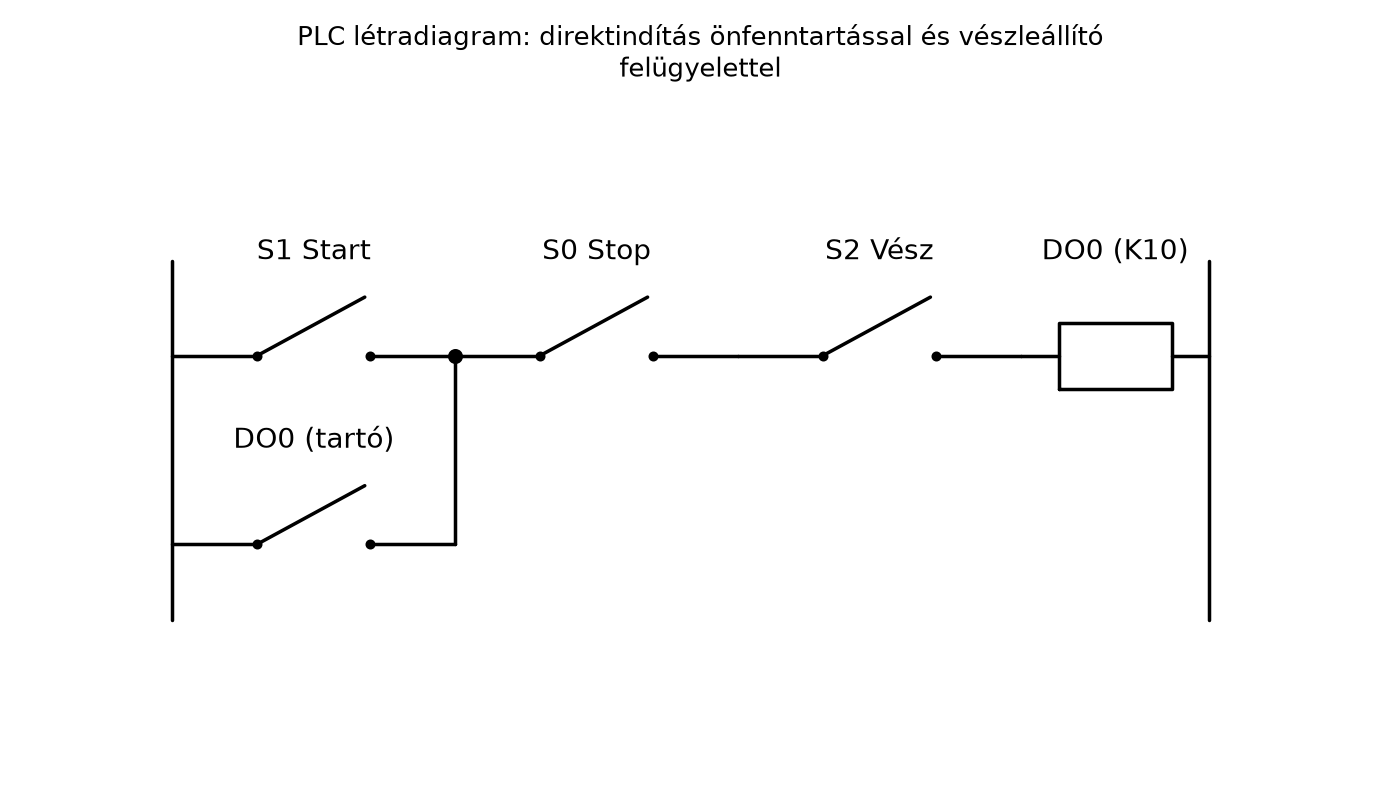 PLC létradiagram: direktindítás önfenntartással és vészleállító
felügyelettel
S1 Start
S0 Stop
S2 Vész
DO0 (K10)
DO0 (tartó)